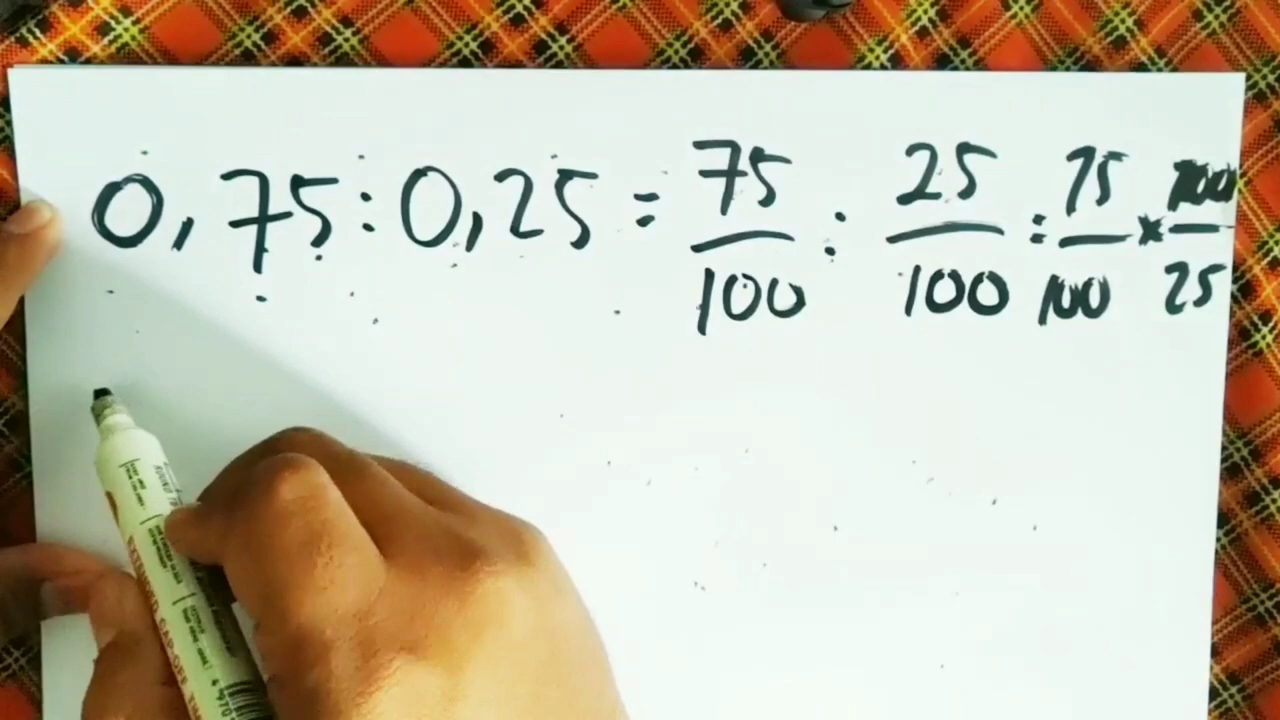 0,75:0,25 = 75/100 : 25/100 = 75/100 × 100/25